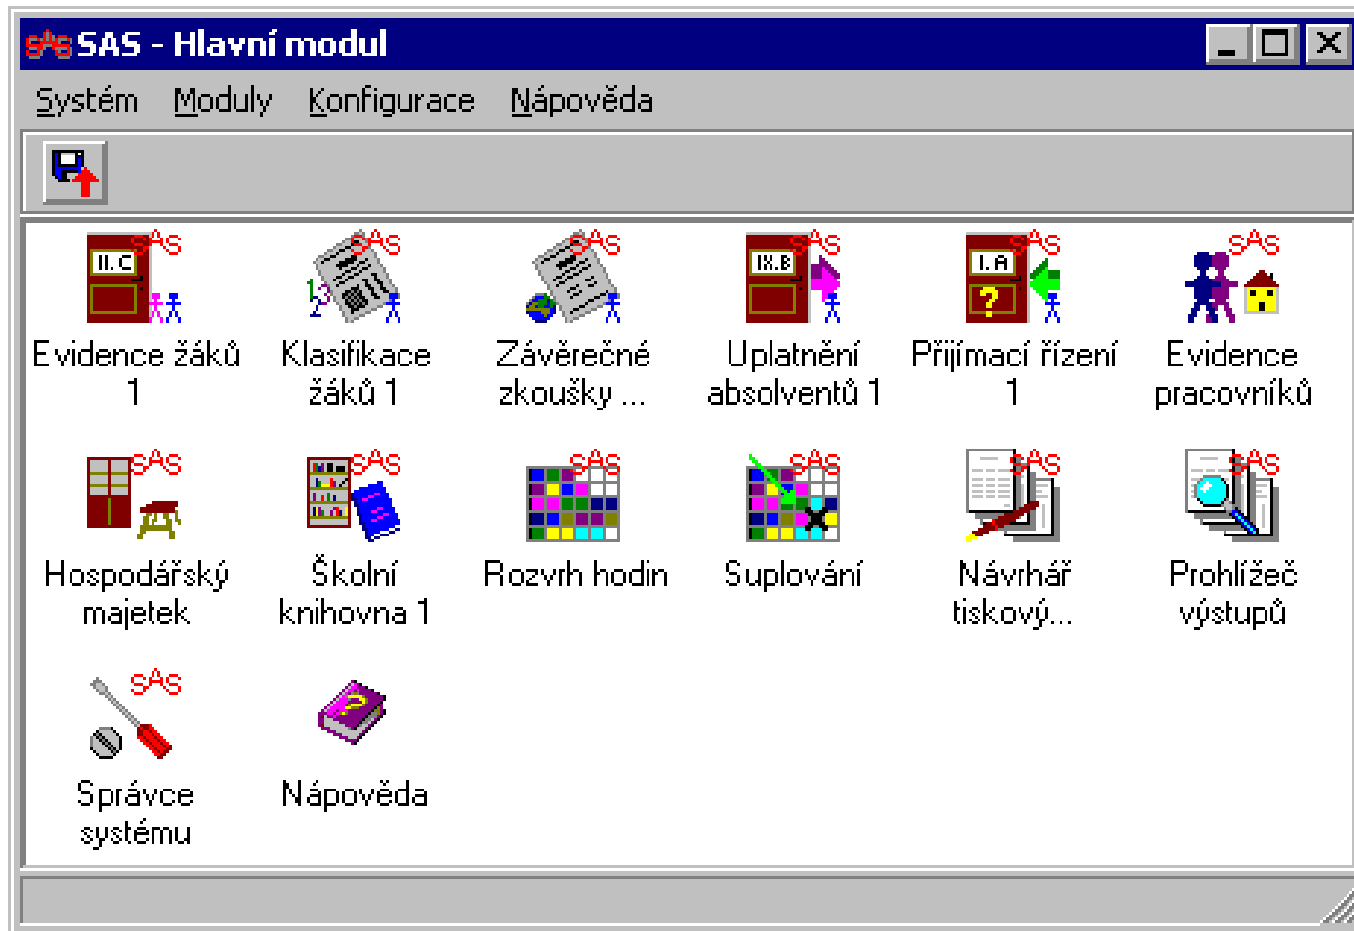 SAS SAS - Hlavní modul
Systém Moduly Konfigurace Nápověda
SAS SAS SAS SAS SAS SAS
II.C IX.B I.A ?
Evidence žáků Klasifikace Závěrečné Uplatnění Přijímací řízení Evidence
1 žáků 1 zkoušky ... absolventů 1 1 pracovníků
SAS SAS SAS SAS SAS SAS
Hospodářský Školní Rozvrh hodin Suplování Návrhář Prohlížeč
majetek knihovna 1 tiskový... výstupů
SAS ?
Správce Nápověda
systému